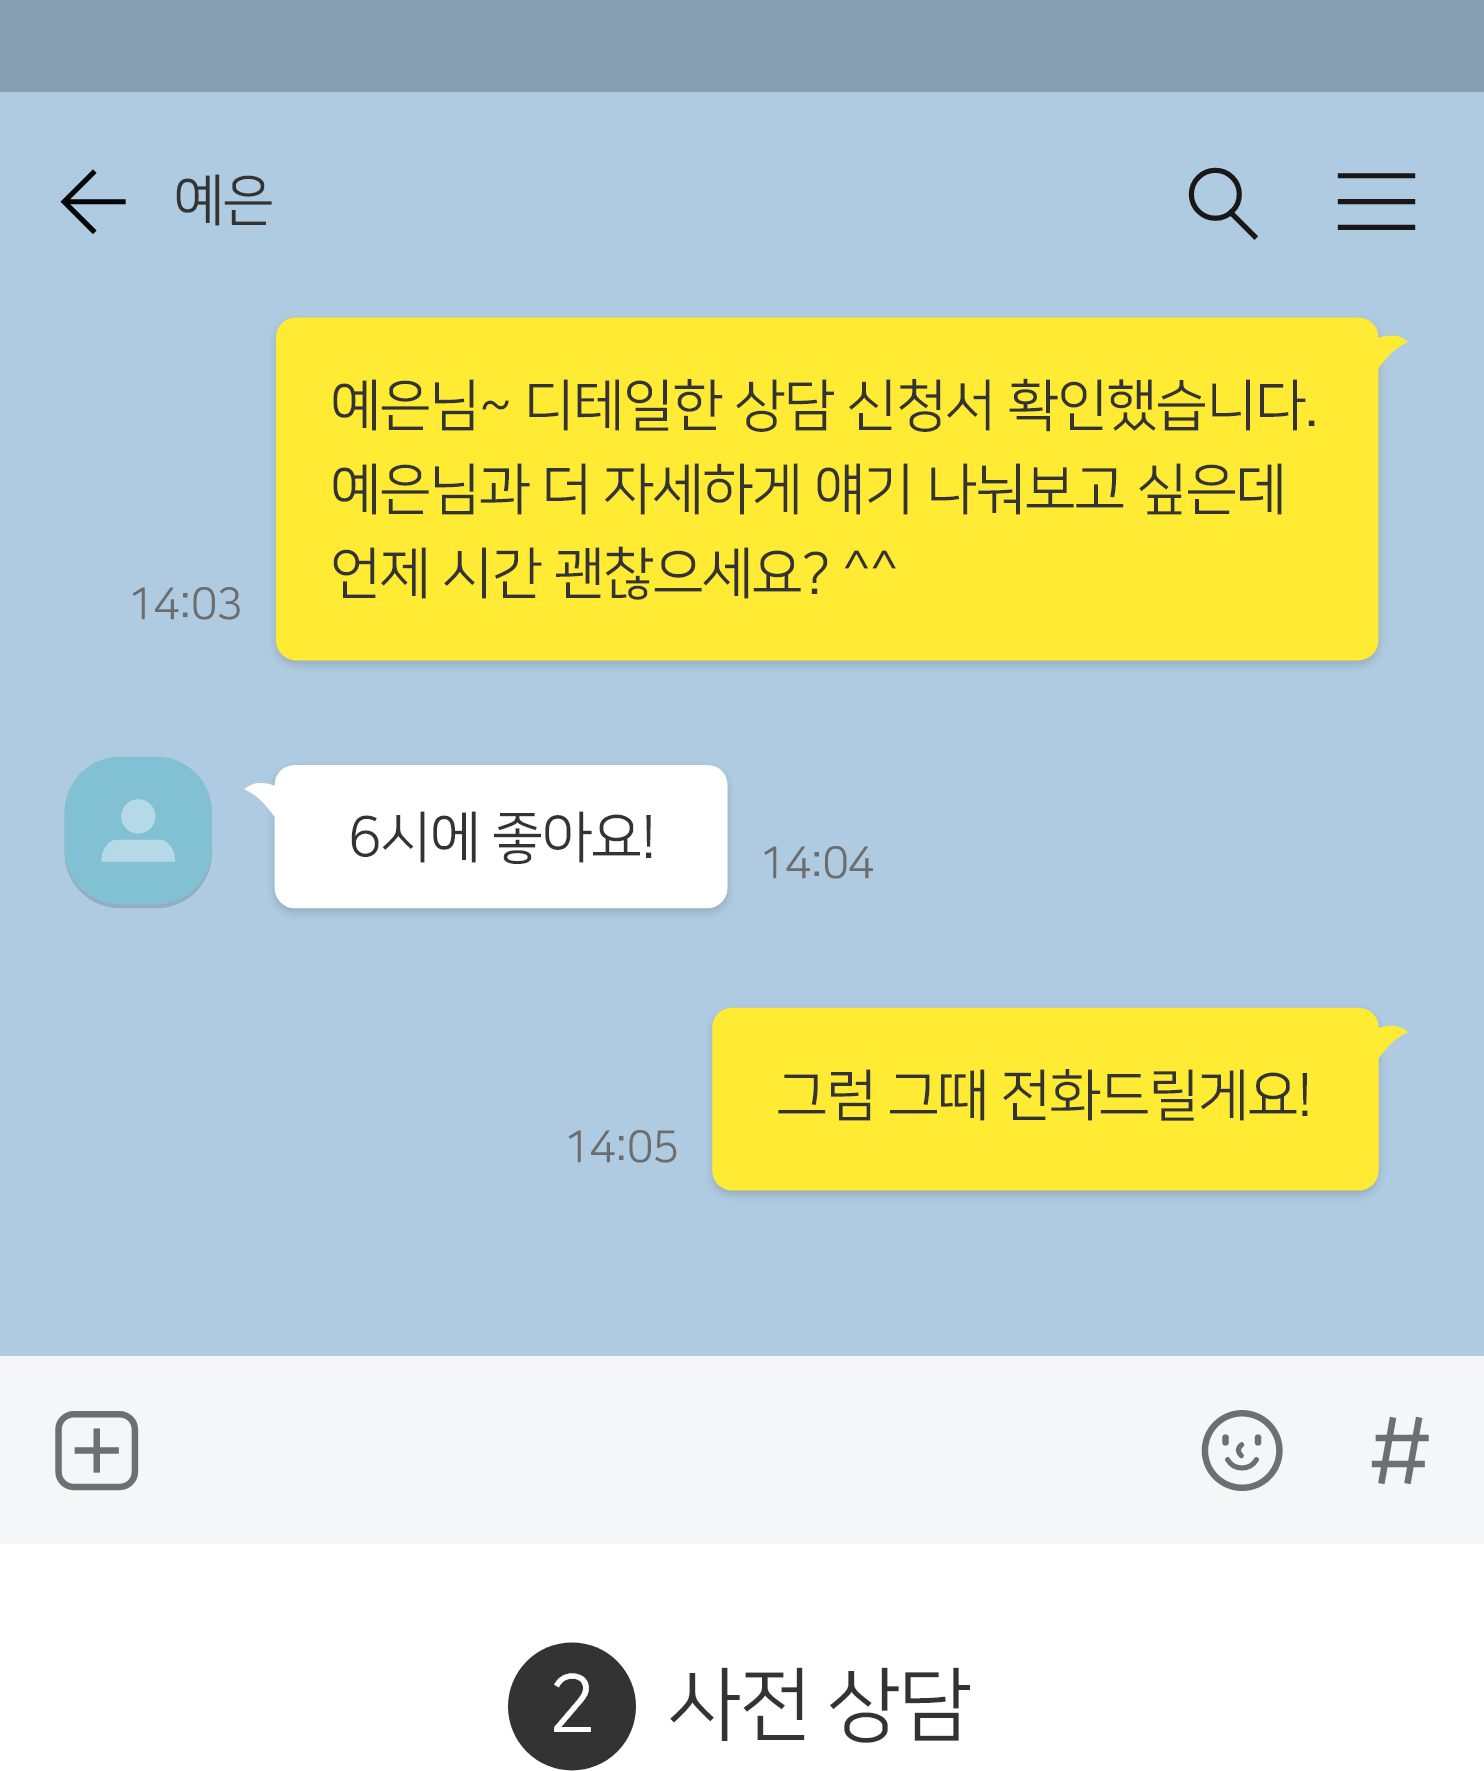 예은
예은님~ 디테일한 상담 신청서 확인했습니다.
예은님과 더 자세하게 얘기 나눠보고 싶은데
언제 시간 괜찮으세요? ^^
14:03
6시에 좋아요!
14:04
그럼 그때 전화드릴게요!
14:05
#
2 사전 상담